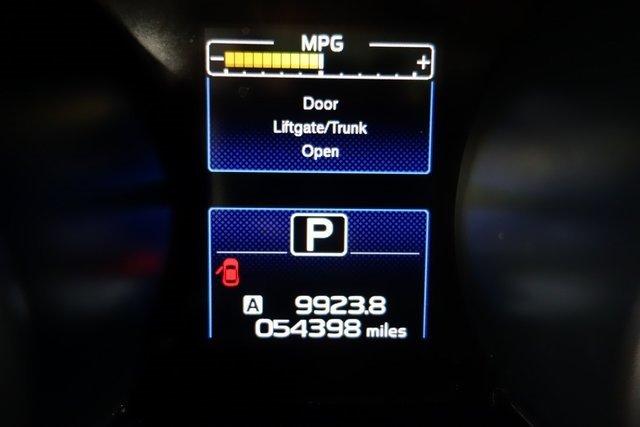 MPG
- +
Door
Liftgate/Trunk
Open
P
A 9923.8
054398 miles